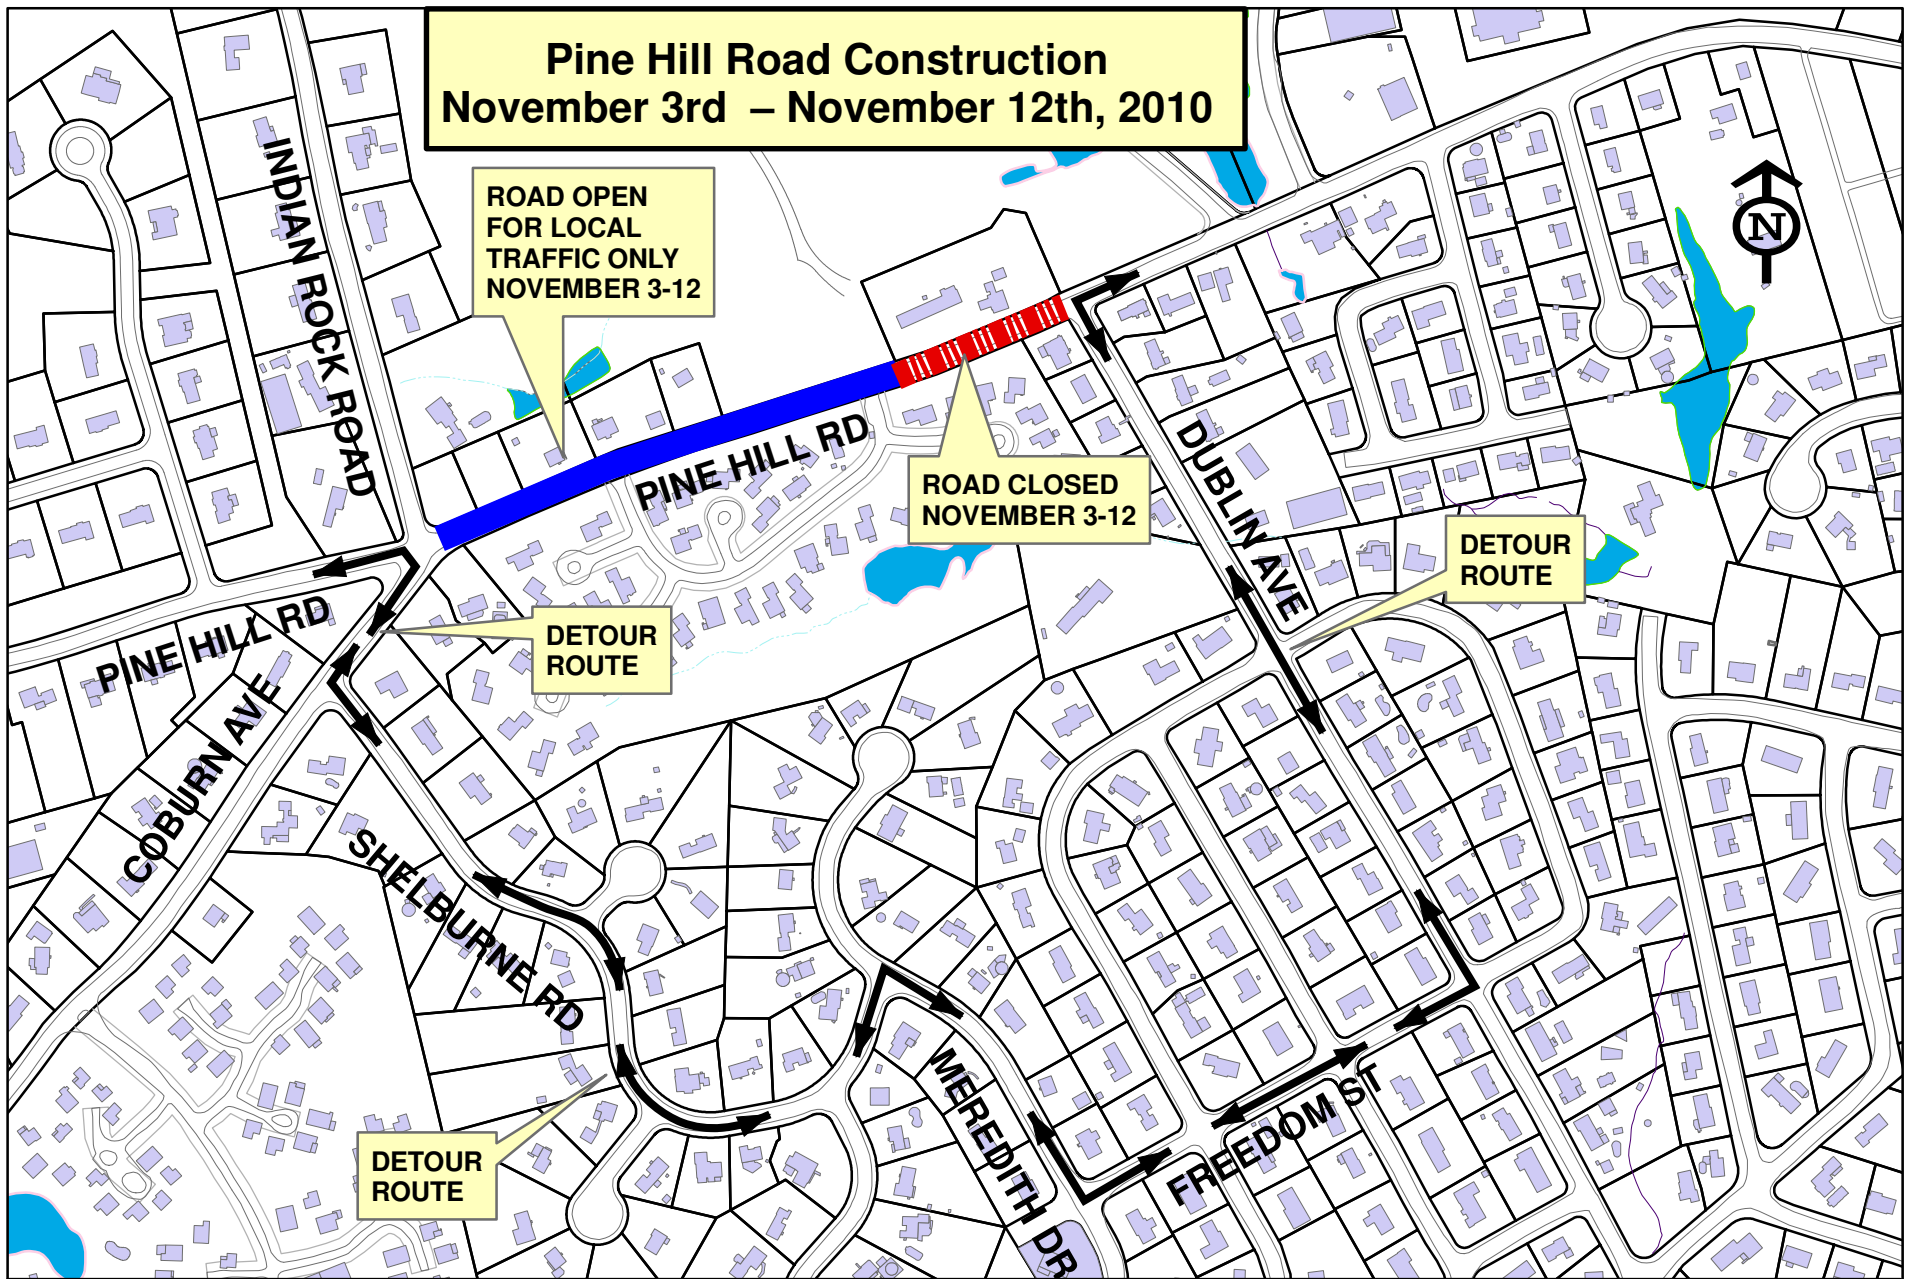 Pine Hill Road Construction
November 3rd – November 12th, 2010
ROAD OPEN
FOR LOCAL
TRAFFIC ONLY
NOVEMBER 3-12
INDIAN ROCK ROAD
N
PINE HILL RD
ROAD CLOSED
NOVEMBER 3-12
DUBLIN AVE
DETOUR
ROUTE
DETOUR
ROUTE
PINE HILL RD
COBURN AVE
SHELBURNE RD
MEREDITH DR
FREEDOM ST
DETOUR
ROUTE